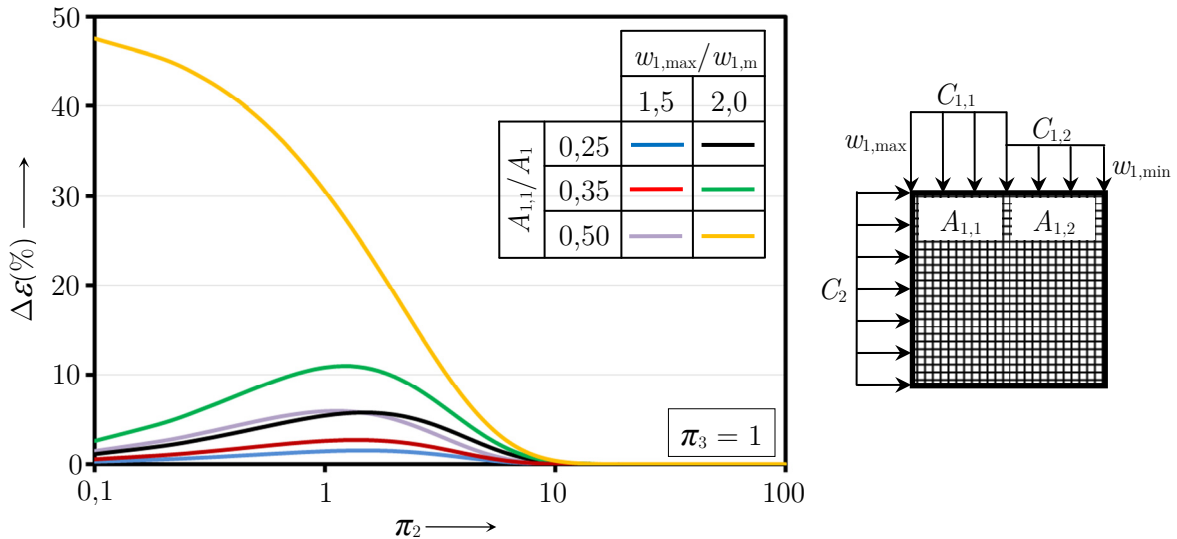 50
40
30
20
10
0
Δε(%)
0,1
1
10
100
π₂
w₁,max/w₁,m
1,5 2,0
A₁,₁/A₁
0,25
0,35
0,50
π₃ = 1
C₁,₁
C₁,₂
w₁,max
w₁,min
A₁,₁ A₁,₂
C₂